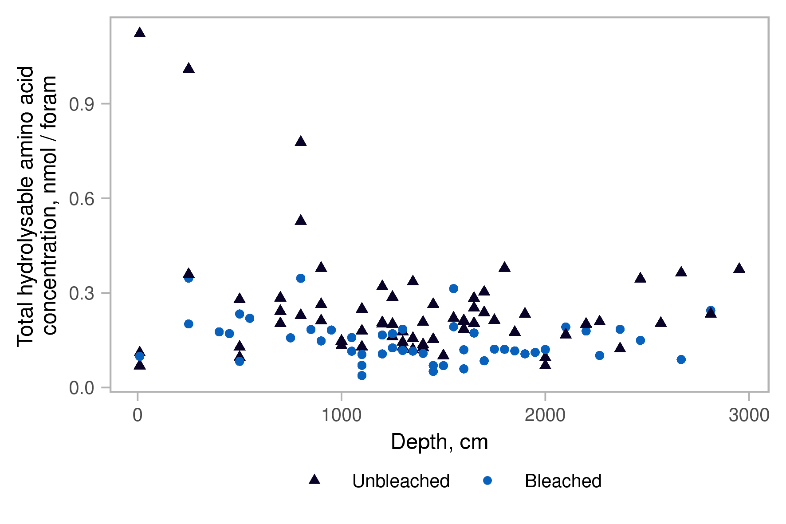 Total hydrolysable amino acid
concentration, nmol / foram
0.9
0.6
0.3
0.0
0 1000 2000 3000
Depth, cm
Unbleached Bleached